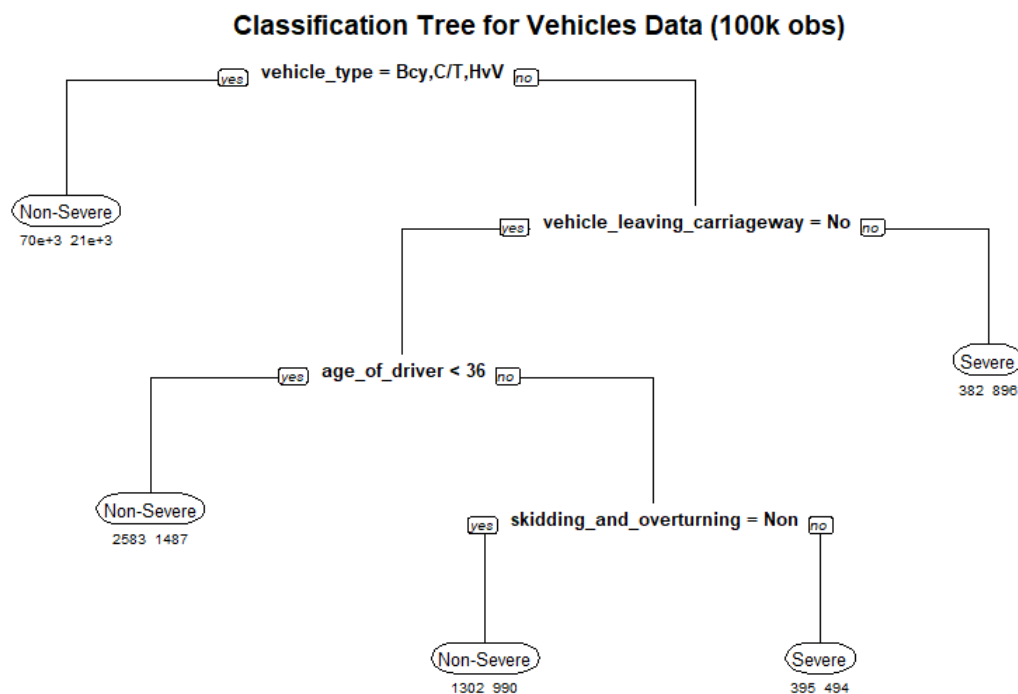 Classification Tree for Vehicles Data (100k obs)
yes vehicle_type = Bcy,C/T,HvV no
Non-Severe
70e+3 21e+3
yes vehicle_leaving_carriageway = No no
yes age_of_driver < 36 no
Severe
382 896
Non-Severe
2583 1487
yes skidding_and_overturning = Non no
Non-Severe
1302 990
Severe
395 494